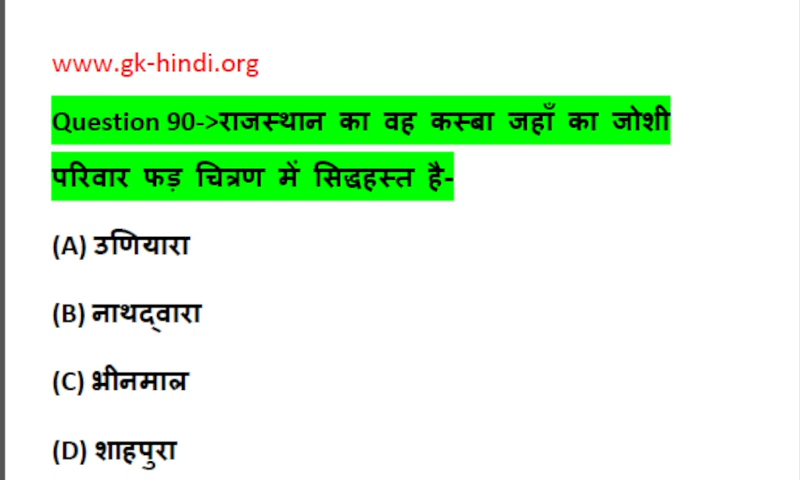 www.gk-hindi.org
Question 90->राजस्थान का वह कस्बा जहाँ का जोशी
परिवार फड़ चित्रण में सिद्धहस्त है-
(A) उणियारा
(B) नाथद्वारा
(C) भीनमाल
(D) शाहपुरा